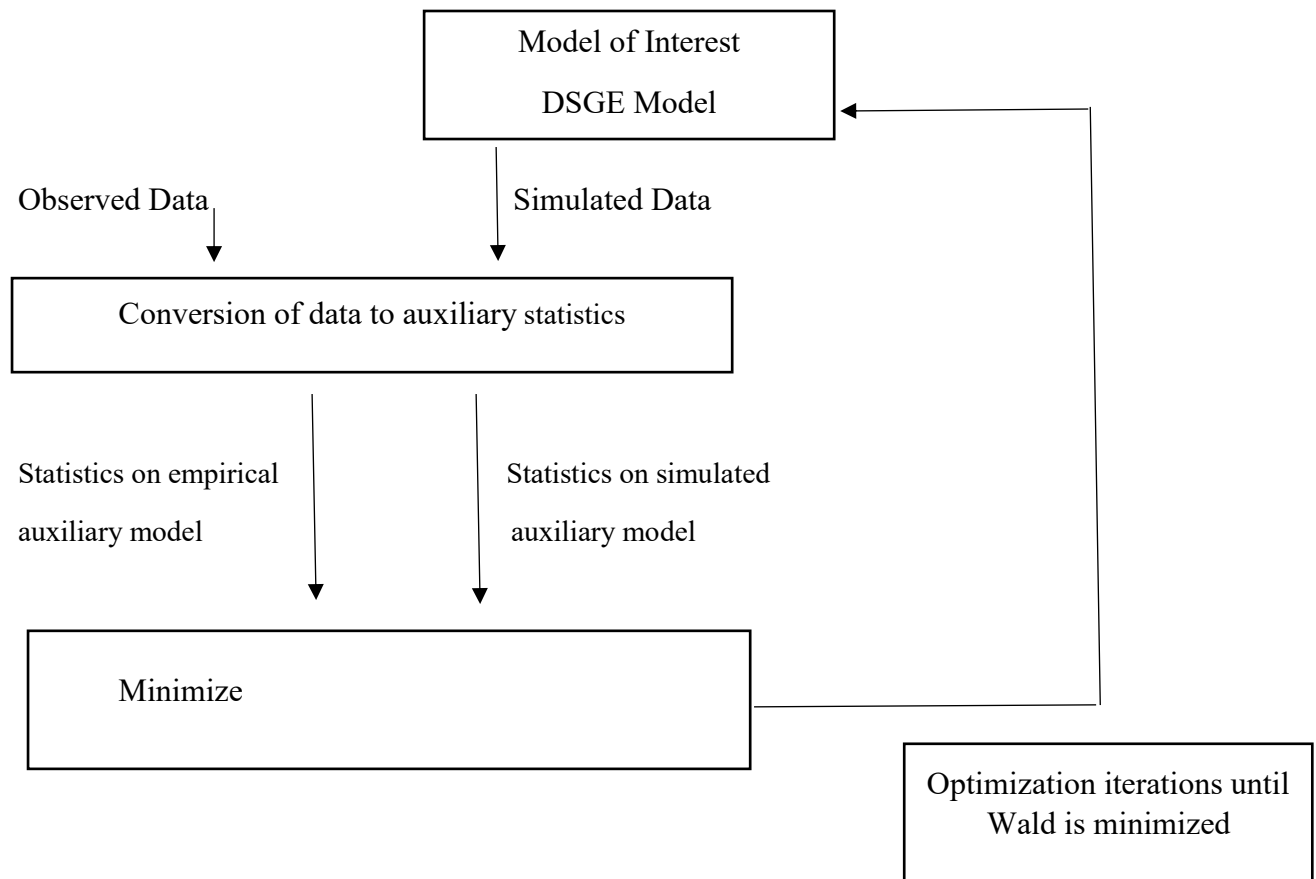 Model of Interest
DSGE Model
Observed Data
Simulated Data
Conversion of data to auxiliary statistics
Statistics on empirical
auxiliary model
Statistics on simulated
auxiliary model
Minimize
Optimization iterations until
Wald is minimized